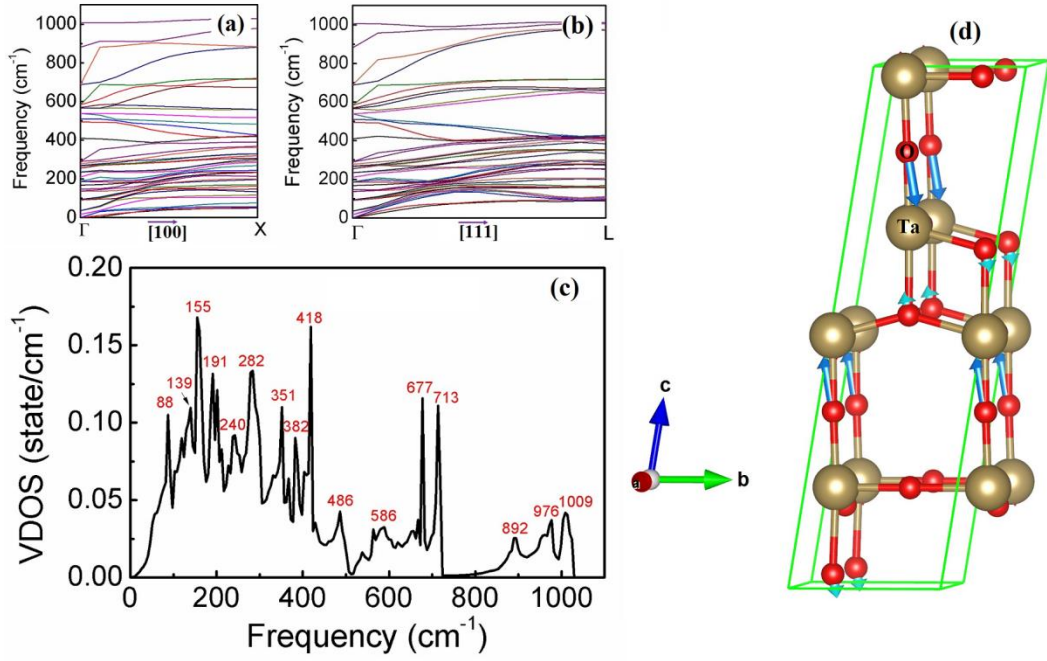 (a)
Frequency (cm⁻¹)
1000
800
600
400
200
0
Γ
[100]
X
(b)
Frequency (cm⁻¹)
1000
800
600
400
200
0
Γ
[111]
L
(c)
VDOS (state/cm⁻¹)
0.20
0.15
0.10
0.05
0.00
88
139
155
191
240
282
351
382
418
486
586
677
713
892
976
1009
0
200
400
600
800
1000
Frequency (cm⁻¹)
(d)
O
Ta
c
a
b